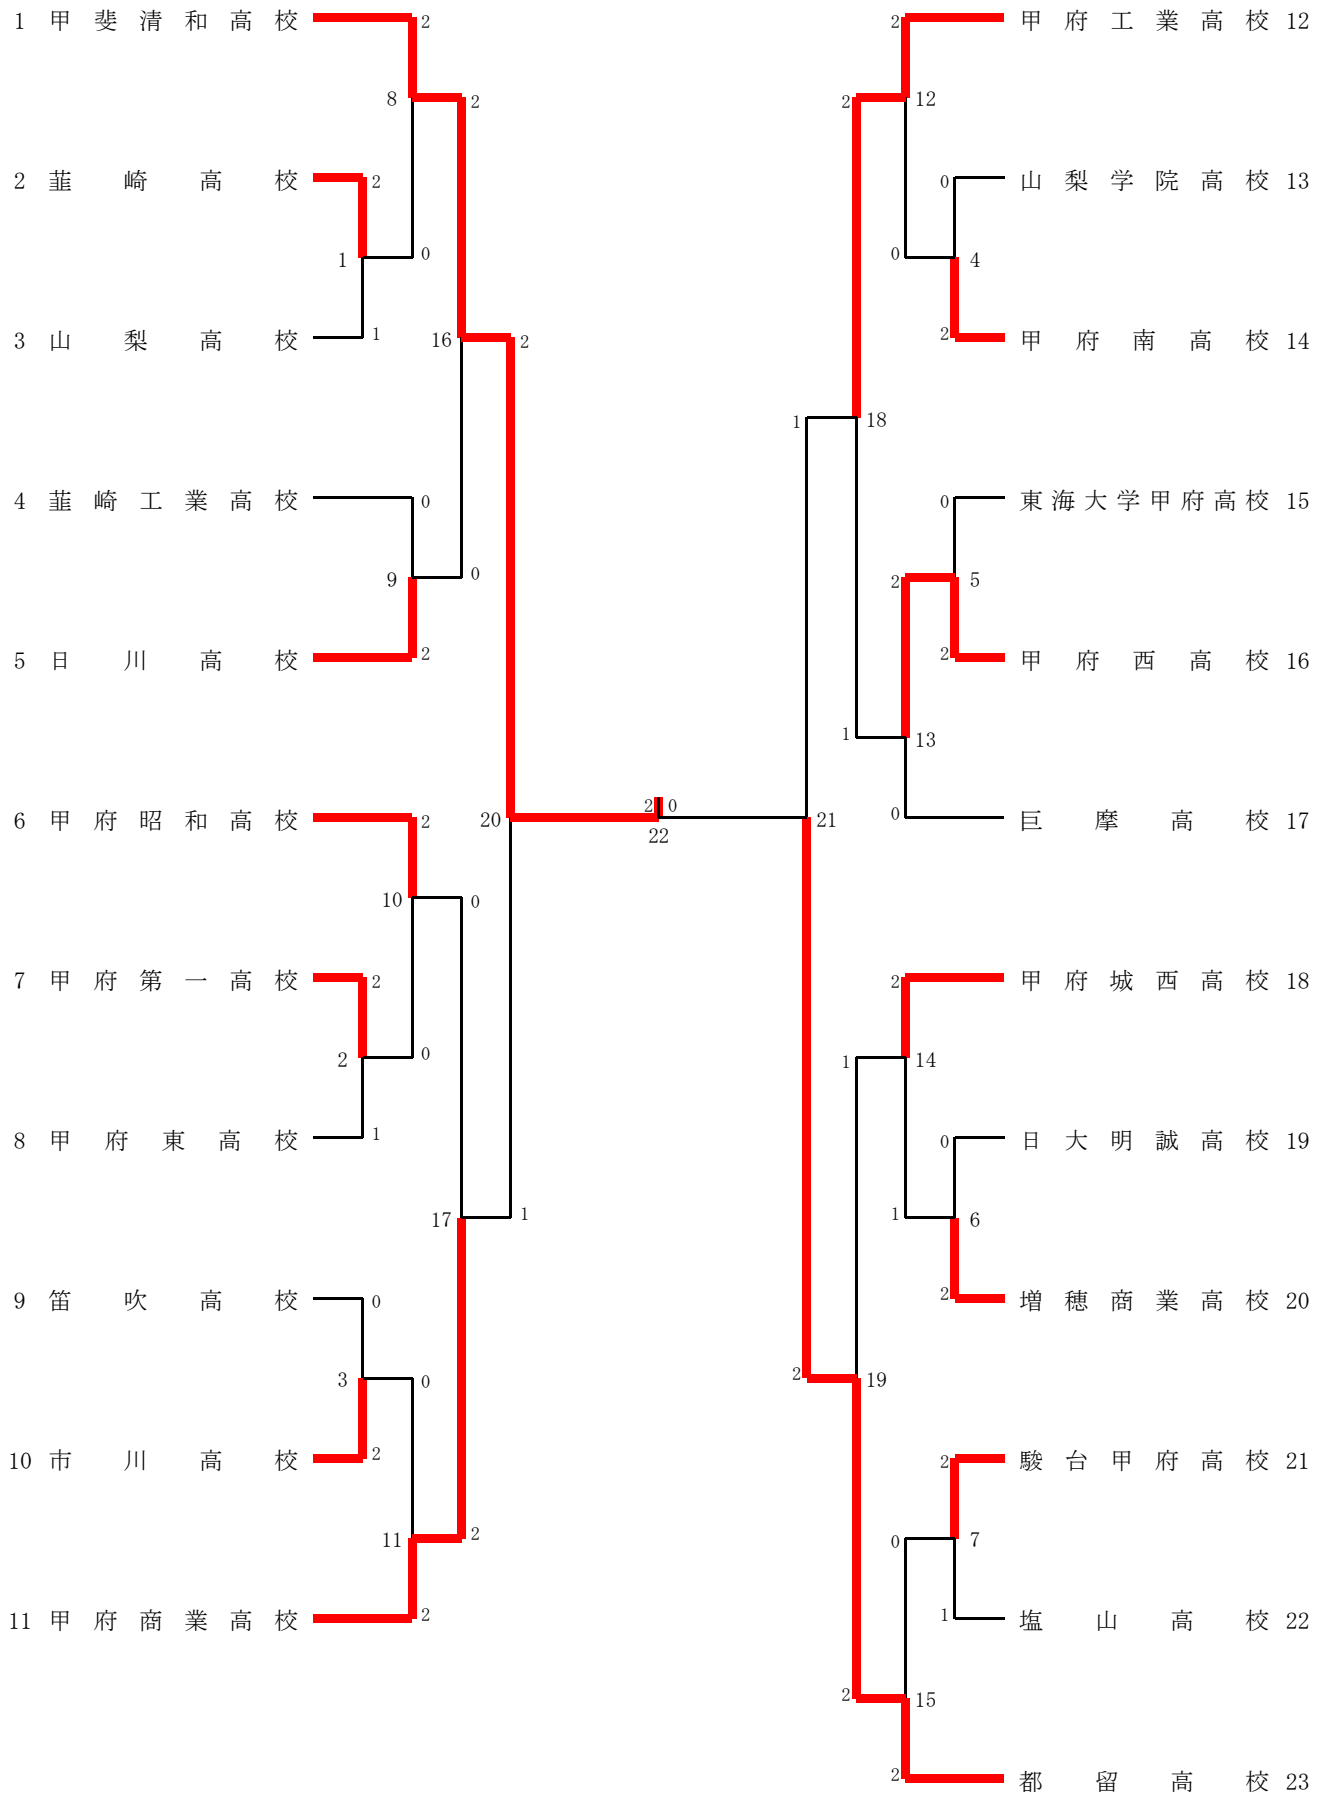 1 甲斐清和高校
2 韮崎高校
3 山梨高校
4 韮崎工業高校
5 日川高校
6 甲府昭和高校
7 甲府第一高校
8 甲府東高校
9 笛吹高校
10 市川高校
11 甲府商業高校
2
8
2
2
0
1
1
16
2
0
9
0
2
2
20
10
0
2
2
0
1
17
1
0
3
0
2
11
2
2
2
0
22
2
12
2
0
0
4
2
1
18
0
2
5
2
1
13
0
21
2
1
14
0
1
6
2
2
19
2
0
7
1
2
15
2
甲府工業高校 12
山梨学院高校 13
甲府南高校 14
東海大学甲府高校 15
甲府西高校 16
巨摩高校 17
甲府城西高校 18
日大明誠高校 19
増穂商業高校 20
駿台甲府高校 21
塩山高校 22
都留高校 23